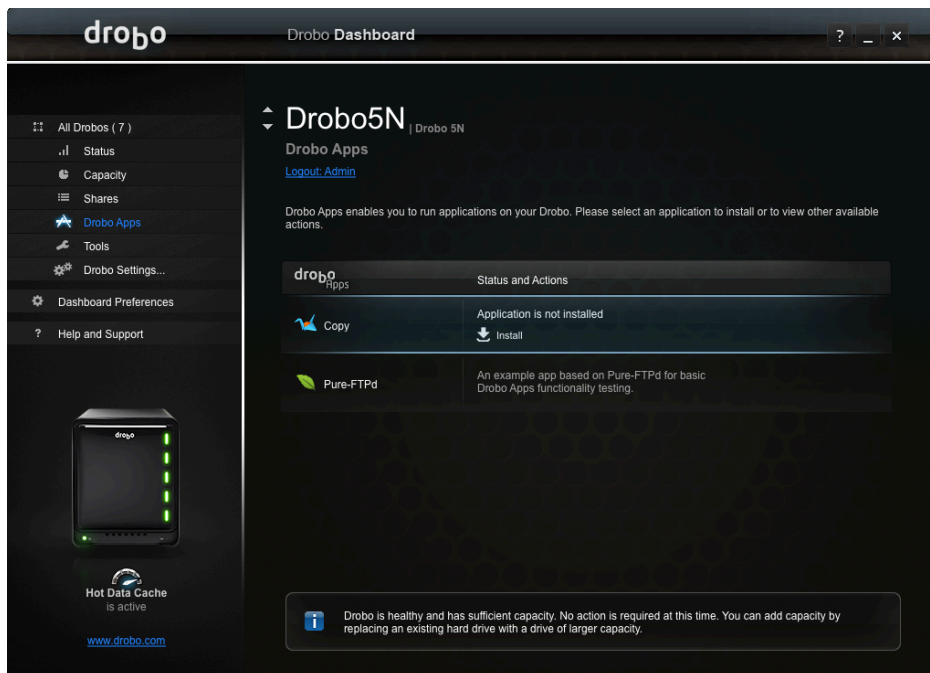 drobo
Drobo Dashboard
? _ ×
All Drobos ( 7 )
Status
Capacity
Shares
Drobo Apps
Tools
Drobo Settings...
Dashboard Preferences
? Help and Support
drobo
Hot Data Cache
is active
www.drobo.com
Drobo5N | Drobo 5N
Drobo Apps
Logout: Admin
Drobo Apps enables you to run applications on your Drobo. Please select an application to install or to view other available
actions.
drobo Apps
Status and Actions
Copy
Application is not installed
Install
Pure-FTPd
An example app based on Pure-FTPd for basic
Drobo Apps functionality testing.
i
Drobo is healthy and has sufficient capacity. No action is required at this time. You can add capacity by
replacing an existing hard drive with a drive of larger capacity.